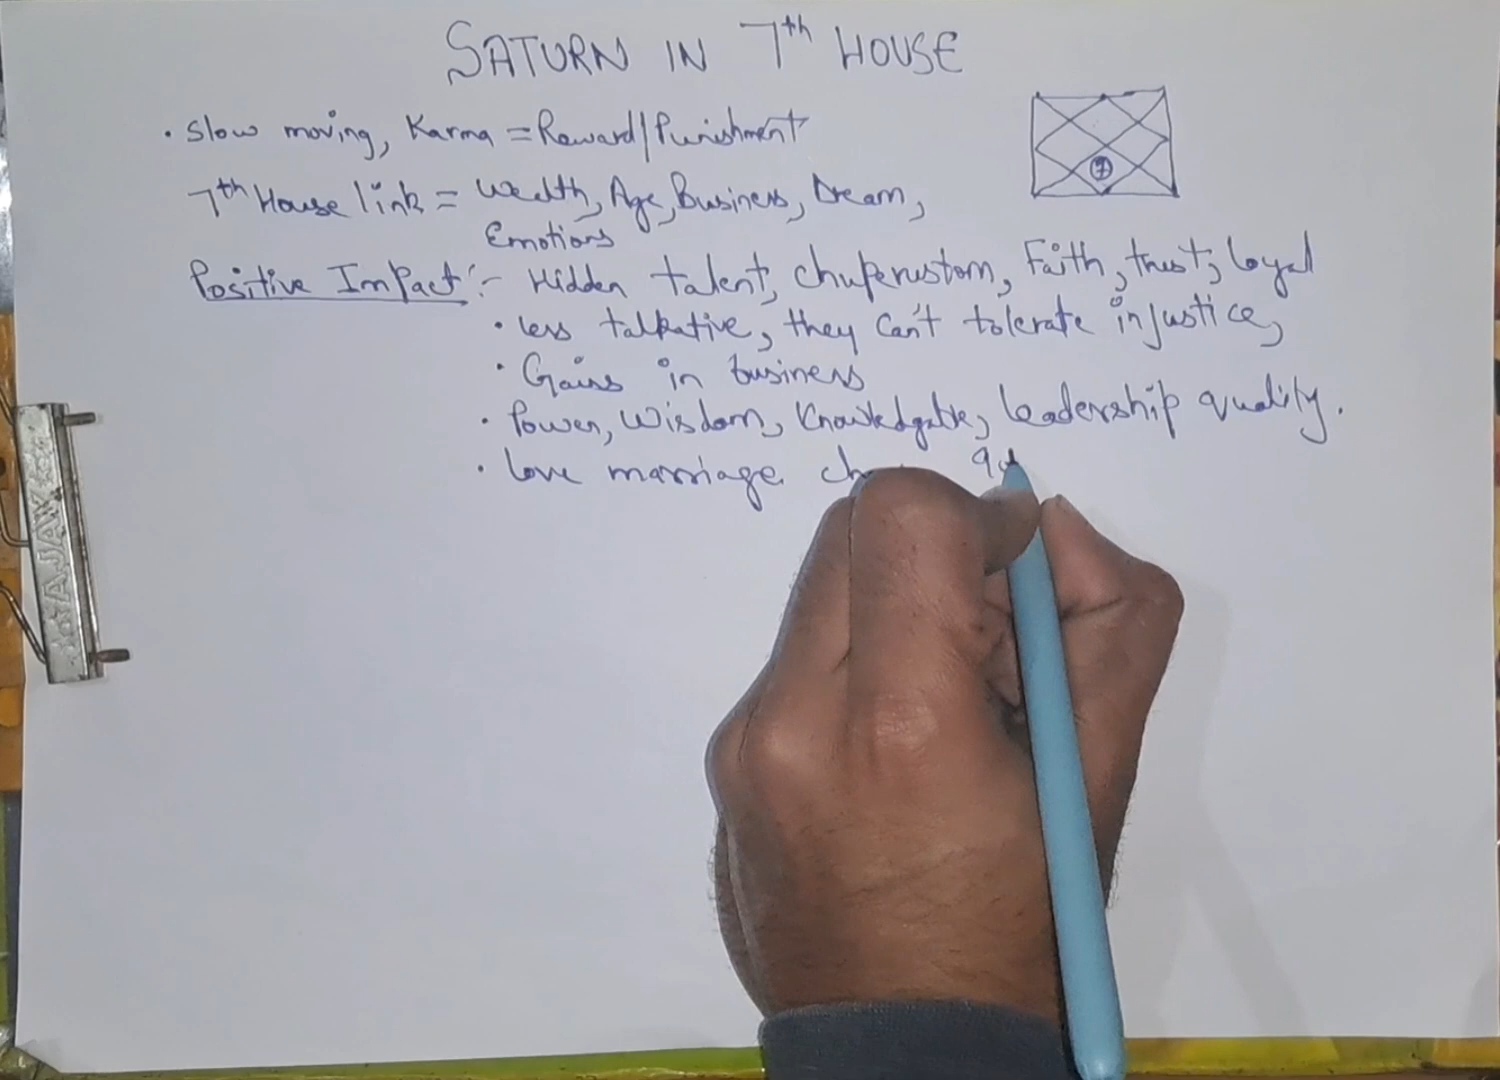 SATURN IN 7th HOUSE
• Slow moving, Karma = Reward/Punishment
7th House link = Wealth, Age, Business, Dream,
Emotions
Positive Impact :- Hidden talent, chuperustom, Faith, trust, loyal
• less talkative, they can't tolerate injustice,
• Gains in business
• Power, Wisdom, Knowledgable, leadership quality.
• love marriage
7
AJAX